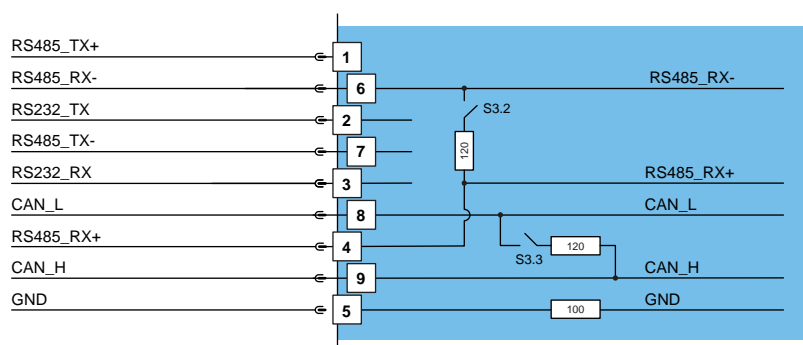 RS485_TX+
1
RS485_RX-
6
RS485_RX-
S3.2
RS232_TX
2
120
RS485_TX-
7
RS232_RX
3
RS485_RX+
CAN_L
8
CAN_L
RS485_RX+
4
S3.3
120
CAN_H
9
CAN_H
GND
5
100
GND